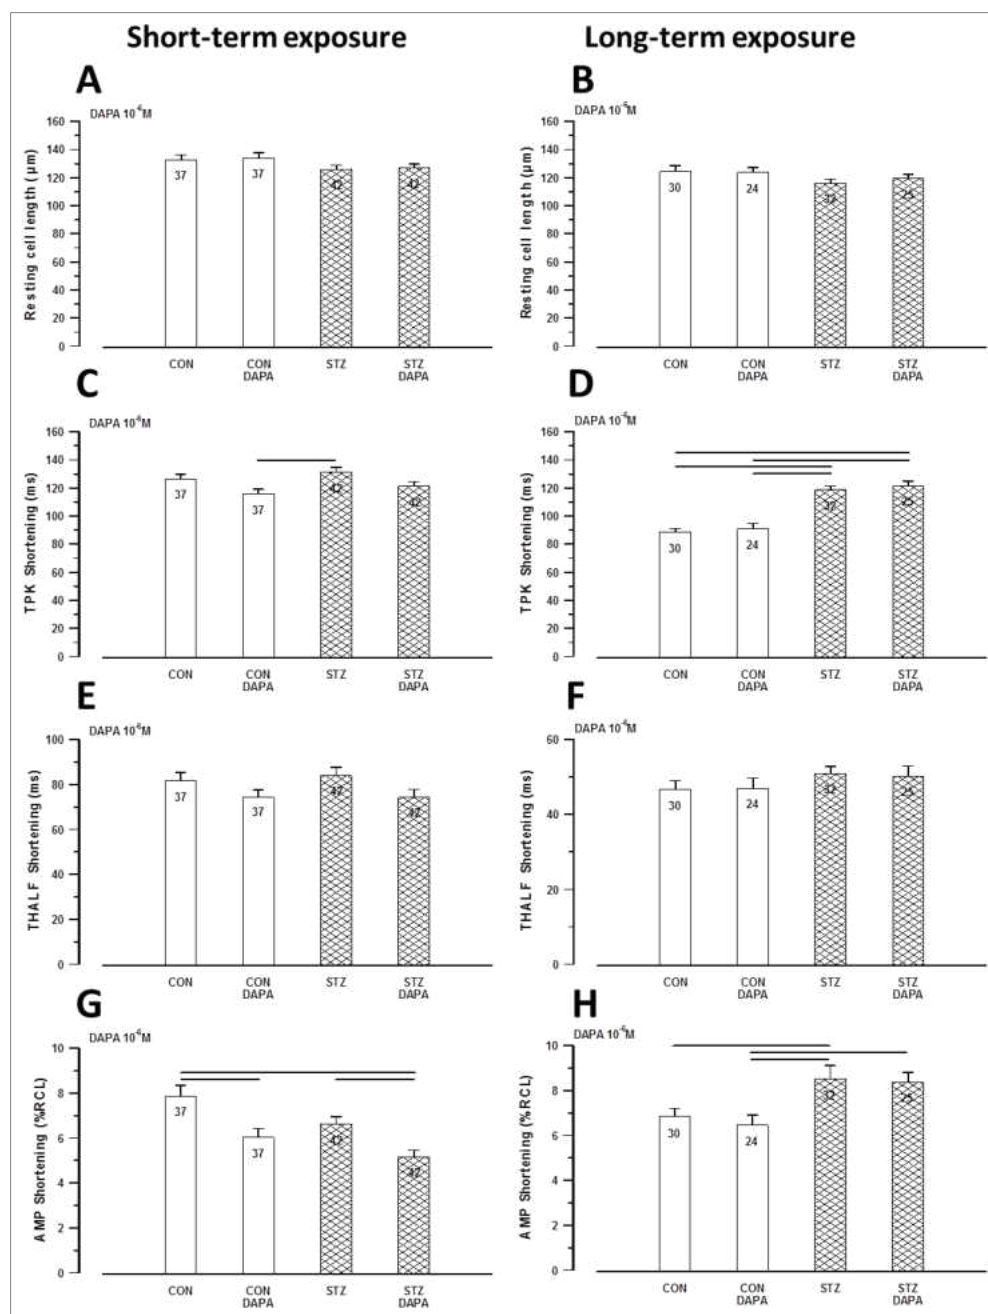 Short-term exposure
Long-term exposure
A
DAPA 10⁻⁶M
Resting cell length (µm)
160
140
120
100
80
60
40
20
0
37
37
42
42
CON
CON
DAPA
STZ
STZ
DAPA
B
DAPA 10⁻⁶M
Resting cell length (µm)
160
140
120
100
80
60
40
20
0
30
24
32
25
CON
CON
DAPA
STZ
STZ
DAPA
C
DAPA 10⁻⁶M
TPK Shortening (ms)
160
140
120
100
80
60
40
20
0
37
37
42
42
CON
CON
DAPA
STZ
STZ
DAPA
D
DAPA 10⁻⁶M
TPK Shortening (ms)
160
140
120
100
80
60
40
20
0
30
24
32
25
CON
CON
DAPA
STZ
STZ
DAPA
E
DAPA 10⁻⁶M
THALF Shortening (ms)
100
80
60
40
20
0
37
37
42
42
CON
CON
DAPA
STZ
STZ
DAPA
F
DAPA 10⁻⁶M
THALF Shortening (ms)
60
40
20
0
30
24
32
25
CON
CON
DAPA
STZ
STZ
DAPA
G
DAPA 10⁻⁶M
AMP Shortening (%RCL)
10
8
6
4
2
0
37
37
42
42
CON
CON
DAPA
STZ
STZ
DAPA
H
DAPA 10⁻⁶M
AMP Shortening (%RCL)
10
8
6
4
2
0
30
24
32
25
CON
CON
DAPA
STZ
STZ
DAPA